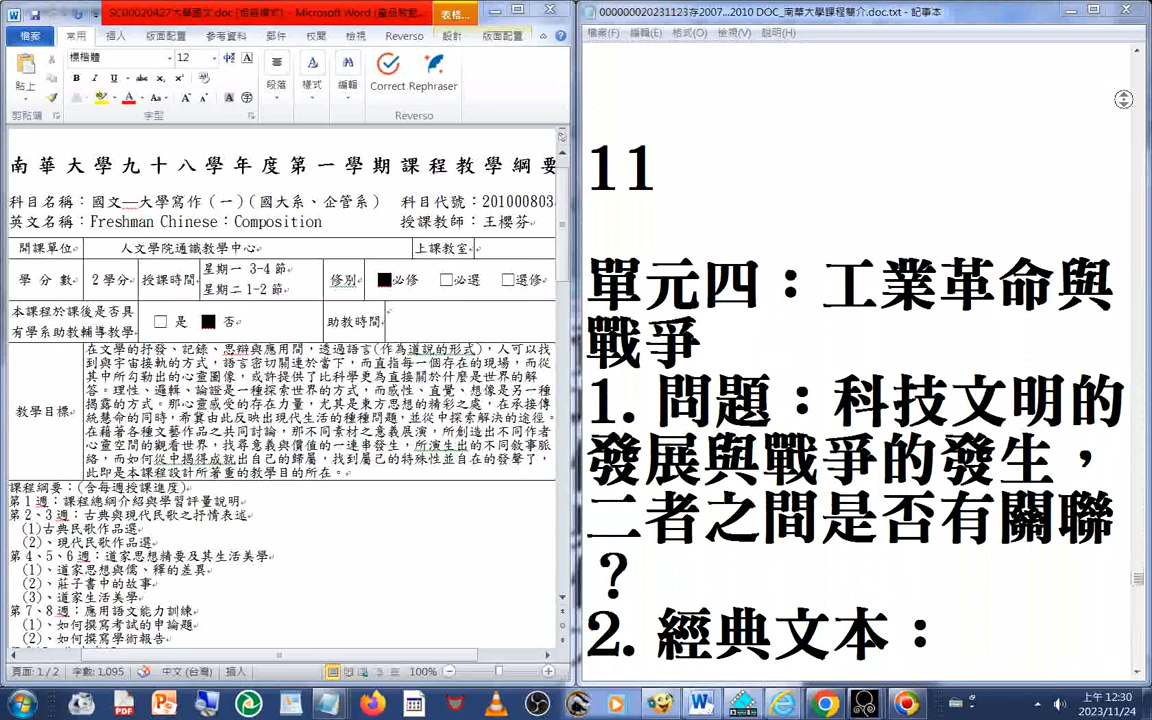 SC00020427大學國文.doc [相容模式] - Microsoft Word (產品啟動...
表格...
檔案 常用 插入 版面配置 參考資料 郵件 校閱 檢視 Reverso 設計 版面配置
標楷體 12
貼上 段落 樣式 編輯 Correct Rephraser
剪貼簿 字型 Reverso
南華大學九十八學年度第一學期課程教學綱要
科目名稱：國文—大學寫作(一)(國大系、企管系) 科目代號：201000803
英文名稱：Freshman Chinese：Composition 授課教師：王櫻芬
開課單位 人文學院通識教學中心 上課教室
學 分 數 2學分 授課時間 星期一 3-4節 星期二1-2節 修別 ■必修 □必選 □選修
本課程於課後是否具有學系助教輔導教學 □ 是 ■ 否 助教時間
教學目標
在文學的抒發、記錄、思辯與應用間，透過語言(作為道說的形式)，人可以找
到與宇宙接軌的方式，語言密切關連於當下，而直指每一個存在的現場，而從
其中所勾勒出的心靈圖像，或許提供了比科學更為直接關於什麼是世界的解
答。理性、邏輯、論證是一種探索世界的方式，而感性、直覺、想像是另一種
揭露的方式。那心靈感受的存在力量，尤其是東方思想的精彩之處，在承接傳
統慧命的同時，希冀由此反映出現代生活的種種問題，並從中探索解決的途徑。
在藉著各種文藝作品之共同討論，那不同素材之意義展演，所創造出不同作者
心靈空間的觀看世界，找尋意義與價值的一連串發生，所演生出的不同敘事脈
絡，而如何從中揭得成就出自己的歸屬，找到屬己的特殊性並自在的發聲了，
此即是本課程設計所著重的教學目的所在。
課程綱要：(含每週授課進度)
第1週：課程總綱介紹與學習評量說明
第2、3週：古典與現代民歌之抒情表述
(1)古典民歌作品選
(2)、現代民歌作品選
第4、5、6週：道家思想精要及其生活美學
(1)、道家思想與儒、釋的差異
(2)、莊子書中的故事
(3)、道家生活美學
第7、8週：應用語文能力訓練
(1)、如何撰寫考試的申論題
(2)、如何撰寫學術報告
頁面: 1/2 字數: 1,095 中文 (台灣) 插入 100%
000000020231123存2007...2010 DOC_南華大學課程簡介.doc.txt - 記事本
檔案(F) 編輯(E) 格式(O) 檢視(V) 說明(H)
11
單元四：工業革命與
戰爭
1. 問題：科技文明的
發展與戰爭的發生，
二者之間是否有關聯
？
2. 經典文本：
上午 12:30
2023/11/24